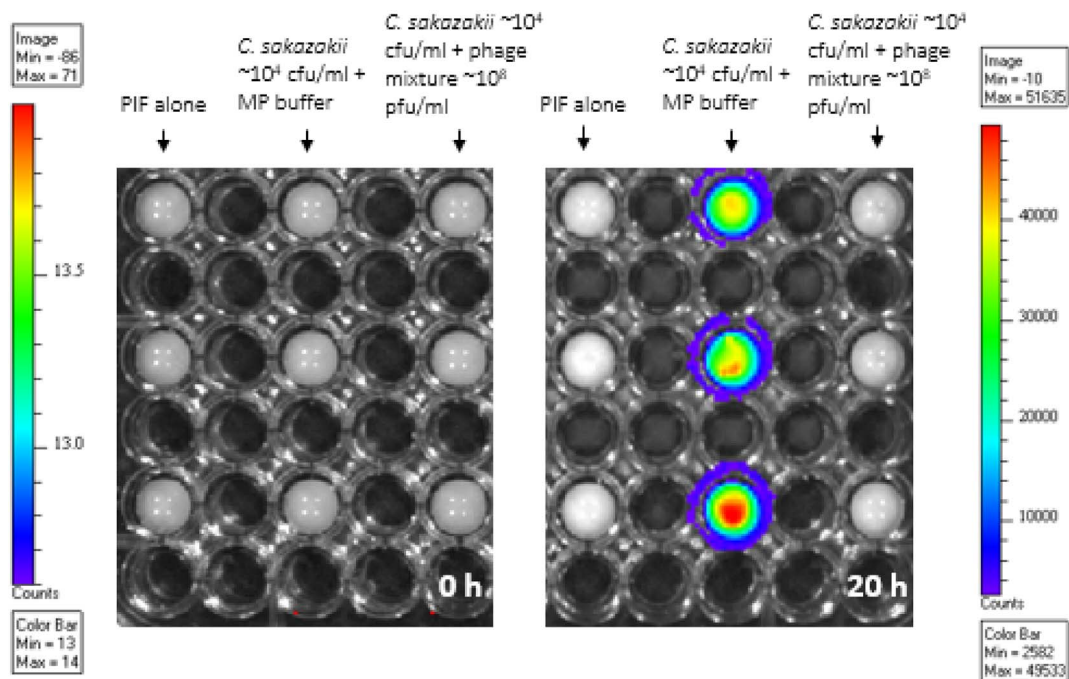 Image
Min = -86
Max = 71
13.5
13.0
Counts
Color Bar
Min = 13
Max = 14
PIF alone
C. sakazakii
~10⁴ cfu/ml +
MP buffer
C. sakazakii ~10⁴
cfu/ml + phage
mixture ~10⁸
pfu/ml
0 h
PIF alone
C. sakazakii
~10⁴ cfu/ml +
MP buffer
C. sakazakii ~10⁴
cfu/ml + phage
mixture ~10⁸
pfu/ml
20 h
Image
Min = -10
Max = 51635
40000
30000
20000
10000
Counts
Color Bar
Min = 2582
Max = 49533